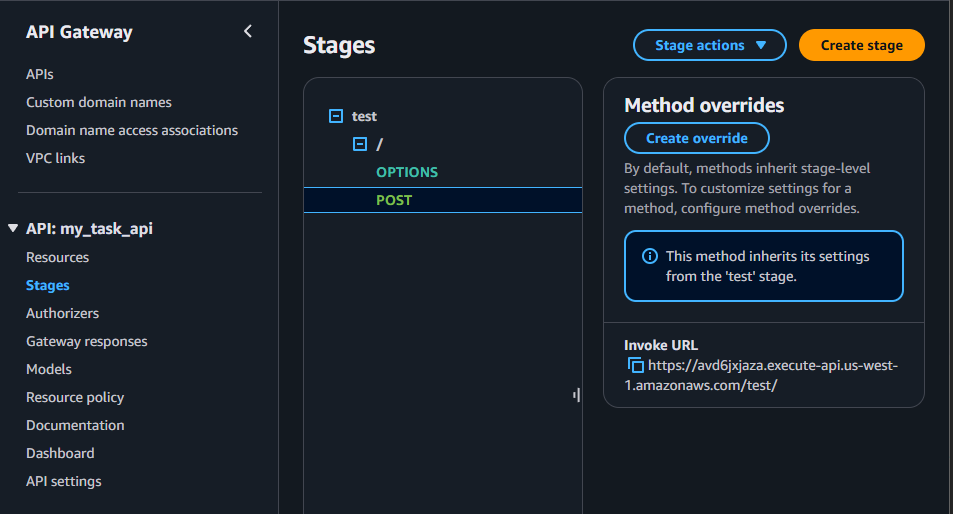 API Gateway
APIs
Custom domain names
Domain name access associations
VPC links
API: my_task_api
Resources
Stages
Authorizers
Gateway responses
Models
Resource policy
Documentation
Dashboard
API settings
Stages
Stage actions
Create stage
test
/
OPTIONS
POST
Method overrides
Create override
By default, methods inherit stage-level
settings. To customize settings for a
method, configure method overrides.
This method inherits its settings
from the 'test' stage.
Invoke URL
https://avd6jxjaza.execute-api.us-west-
1.amazonaws.com/test/